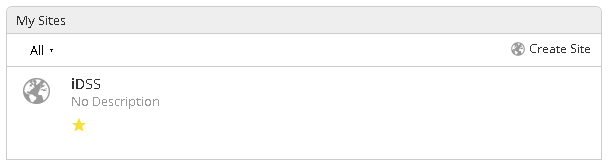 My Sites
All
Create Site
iDSS
No Description